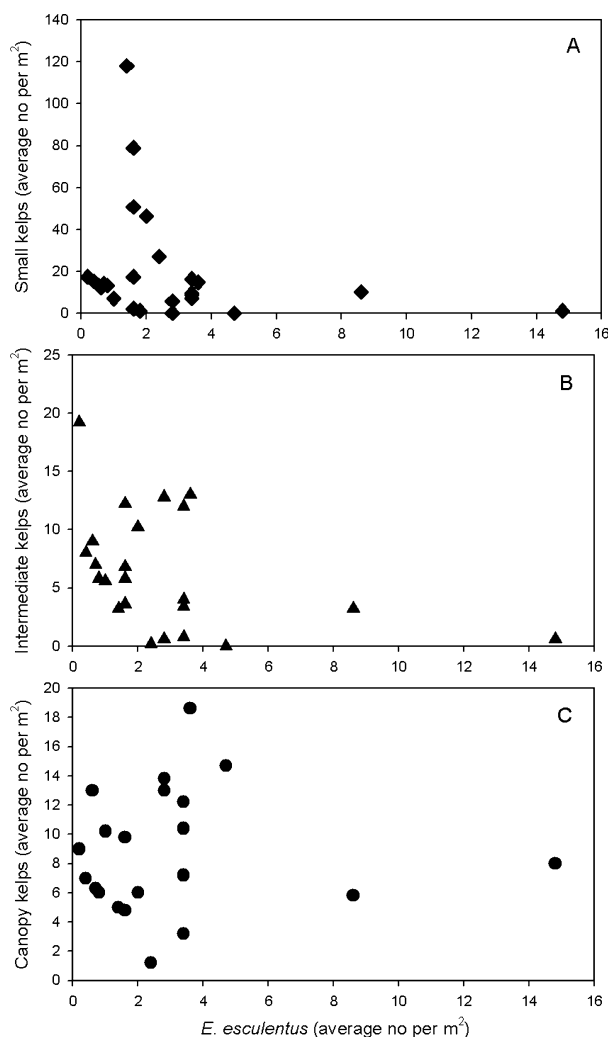 Small kelps (average no per m²)
140
120
100
80
60
40
20
0
A
0 2 4 6 8 10 12 14 16
Intermediate kelps (average no per m²)
25
20
15
10
5
0
B
0 2 4 6 8 10 12 14 16
Canopy kelps (average no per m²)
20
18
16
14
12
10
8
6
4
2
0
C
0 2 4 6 8 10 12 14 16
E. esculentus (average no per m²)